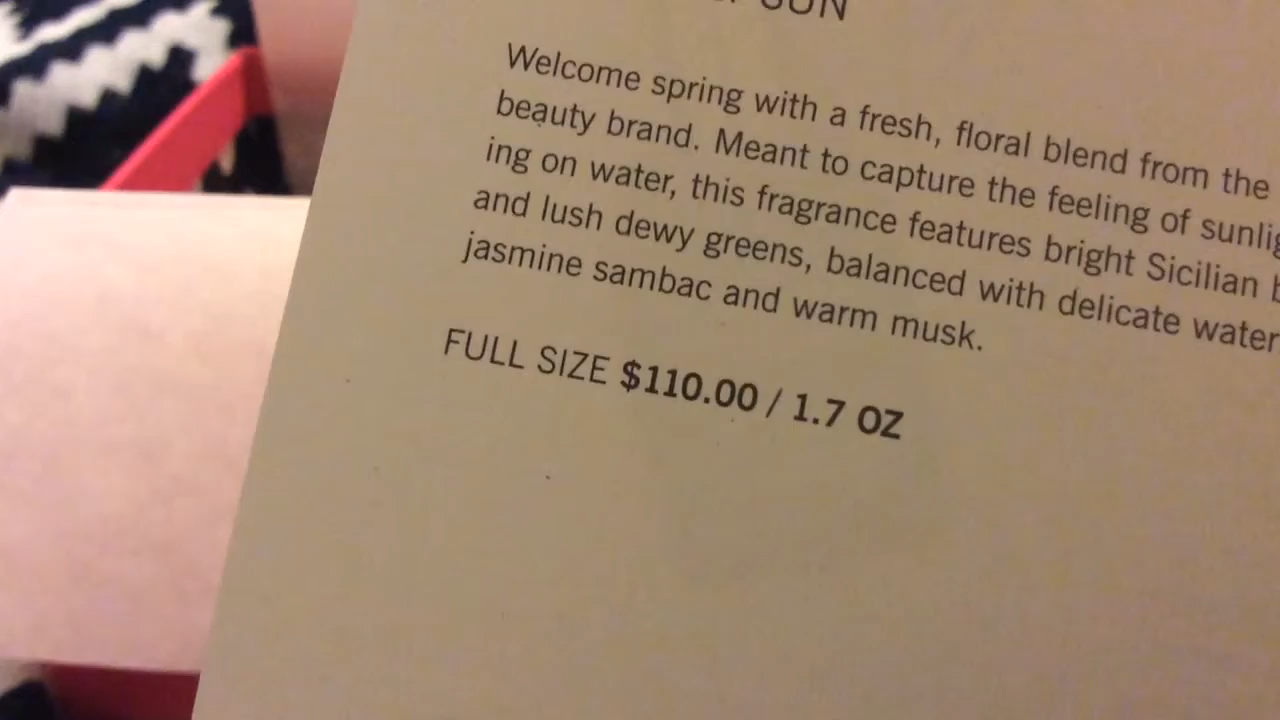 SUN
Welcome spring with a fresh, floral blend from the
beauty brand. Meant to capture the feeling of
ing on water, this fragrance features bright Sicilian
and lush dewy greens, balanced with delicate water
jasmine sambac and warm musk.
FULL SIZE $110.00 / 1.7 OZ